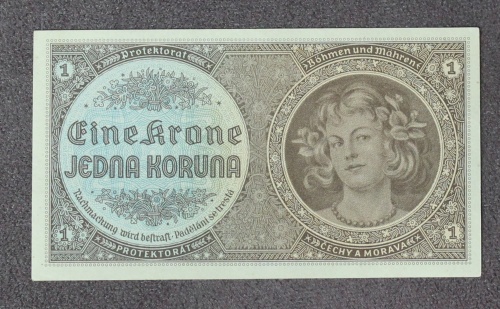 Protektorat
Böhmen und Mähren
1
1
Eine Krone
JEDNA KORUNA
Nachmachung wird bestraft. Padělání se trestá
1
1
PROTEKTORÁT
ČECHY A MORAVA